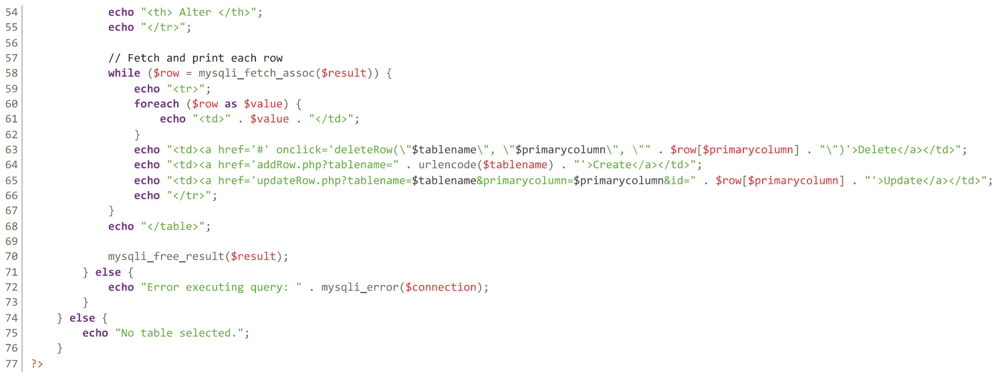 54 echo "<th> Alter </th>";
55 echo "</tr>";
56
57 // Fetch and print each row
58 while ($row = mysqli_fetch_assoc($result)) {
59 echo "<tr>";
60 foreach ($row as $value) {
61 echo "<td>" . $value . "</td>";
62 }
63 echo "<td><a href='#' onclick='deleteRow(\"$tablename\", \"$primarycolumn\", \"" . $row[$primarycolumn] . "\")'>Delete</a></td>";
64 echo "<td><a href='addRow.php?tablename=" . urlencode($tablename) . "'>Create</a></td>";
65 echo "<td><a href='updateRow.php?tablename=$tablename&primarycolumn=$primarycolumn&id=" . $row[$primarycolumn] . "'>Update</a></td>";
66 echo "</tr>";
67 }
68 echo "</table>";
69
70 mysqli_free_result($result);
71 } else {
72 echo "Error executing query: " . mysqli_error($connection);
73 }
74 } else {
75 echo "No table selected.";
76 }
77 ?>